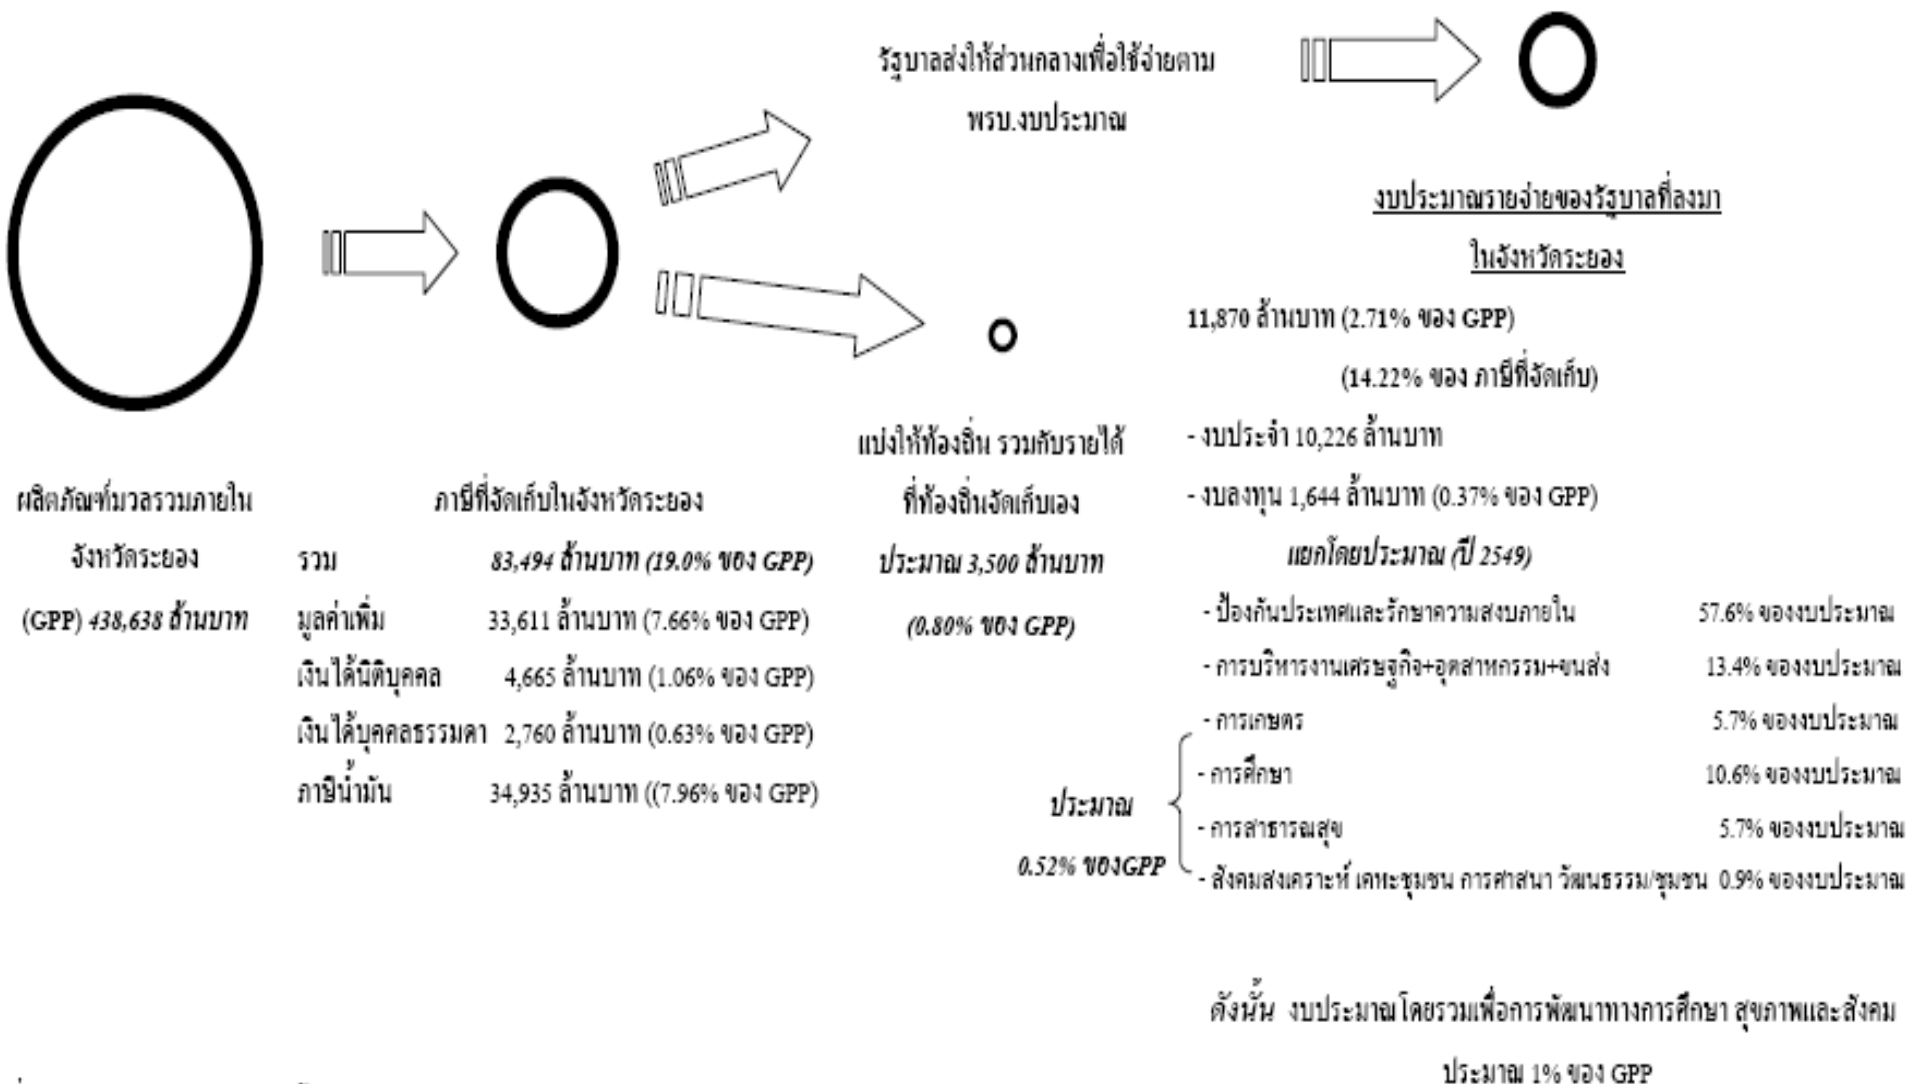 รัฐบาลส่งให้ส่วนกลางเพื่อใช้จ่ายตาม
พรบ.งบประมาณ
ผลิตภัณฑ์มวลรวมภายใน
จังหวัดระยอง
(GPP) 438,638 ล้านบาท
ภาษีที่จัดเก็บในจังหวัดระยอง
รวม 83,494 ล้านบาท (19.0% ของ GPP)
มูลค่าเพิ่ม 33,611 ล้านบาท (7.66% ของ GPP)
เงินได้นิติบุคคล 4,665 ล้านบาท (1.06% ของ GPP)
เงินได้บุคคลธรรมดา 2,760 ล้านบาท (0.63% ของ GPP)
ภาษีน้ำมัน 34,935 ล้านบาท ((7.96% ของ GPP)
แบ่งให้ท้องถิ่น รวมกับรายได้
ที่ท้องถิ่นจัดเก็บเอง
ประมาณ 3,500 ล้านบาท
(0.80% ของ GPP)
งบประมาณรายจ่ายของรัฐบาลที่ลงมา
ในจังหวัดระยอง
11,870 ล้านบาท (2.71% ของ GPP)
(14.22% ของ ภาษีที่จัดเก็บ)
- งบประจำ 10,226 ล้านบาท
- งบลงทุน 1,644 ล้านบาท (0.37% ของ GPP)
แยกโดยประมาณ (ปี 2549)
- ป้องกันประเทศและรักษาความสงบภายใน 57.6% ของงบประมาณ
- การบริหารงานเศรษฐกิจ+อุตสาหกรรม+ขนส่ง 13.4% ของงบประมาณ
- การเกษตร 5.7% ของงบประมาณ
- การศึกษา 10.6% ของงบประมาณ
- การสาธารณสุข 5.7% ของงบประมาณ
- สังคมสงเคราะห์ เคหะชุมชน การศาสนา วัฒนธรรม/ชุมชน 0.9% ของงบประมาณ
ประมาณ
0.52% ของGPP
ดังนั้น งบประมาณโดยรวมเพื่อการพัฒนาทางการศึกษา สุขภาพและสังคม
ประมาณ 1% ของ GPP